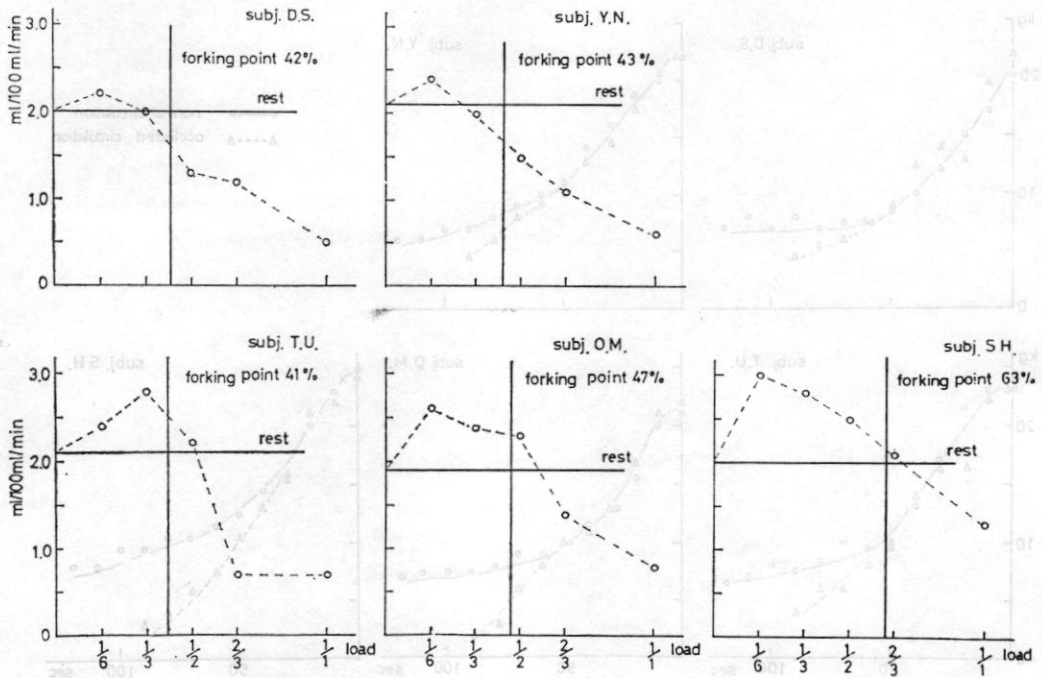 subj. D.S.
forking point 42%
rest
ml/100 ml/min
3.0
2.0
1.0
0
subj. Y.N.
forking point 43%
rest
subj. T.U.
forking point 41%
rest
ml/100ml/min
3.0
2.0
1.0
0
1/6 1/3 1/2 2/3 1/1 load
subj. O.M.
forking point 47%
rest
1/6 1/3 1/2 2/3 1/1 load
subj. S H.
forking point 63%
rest
1/6 1/3 1/2 2/3 1/1 load